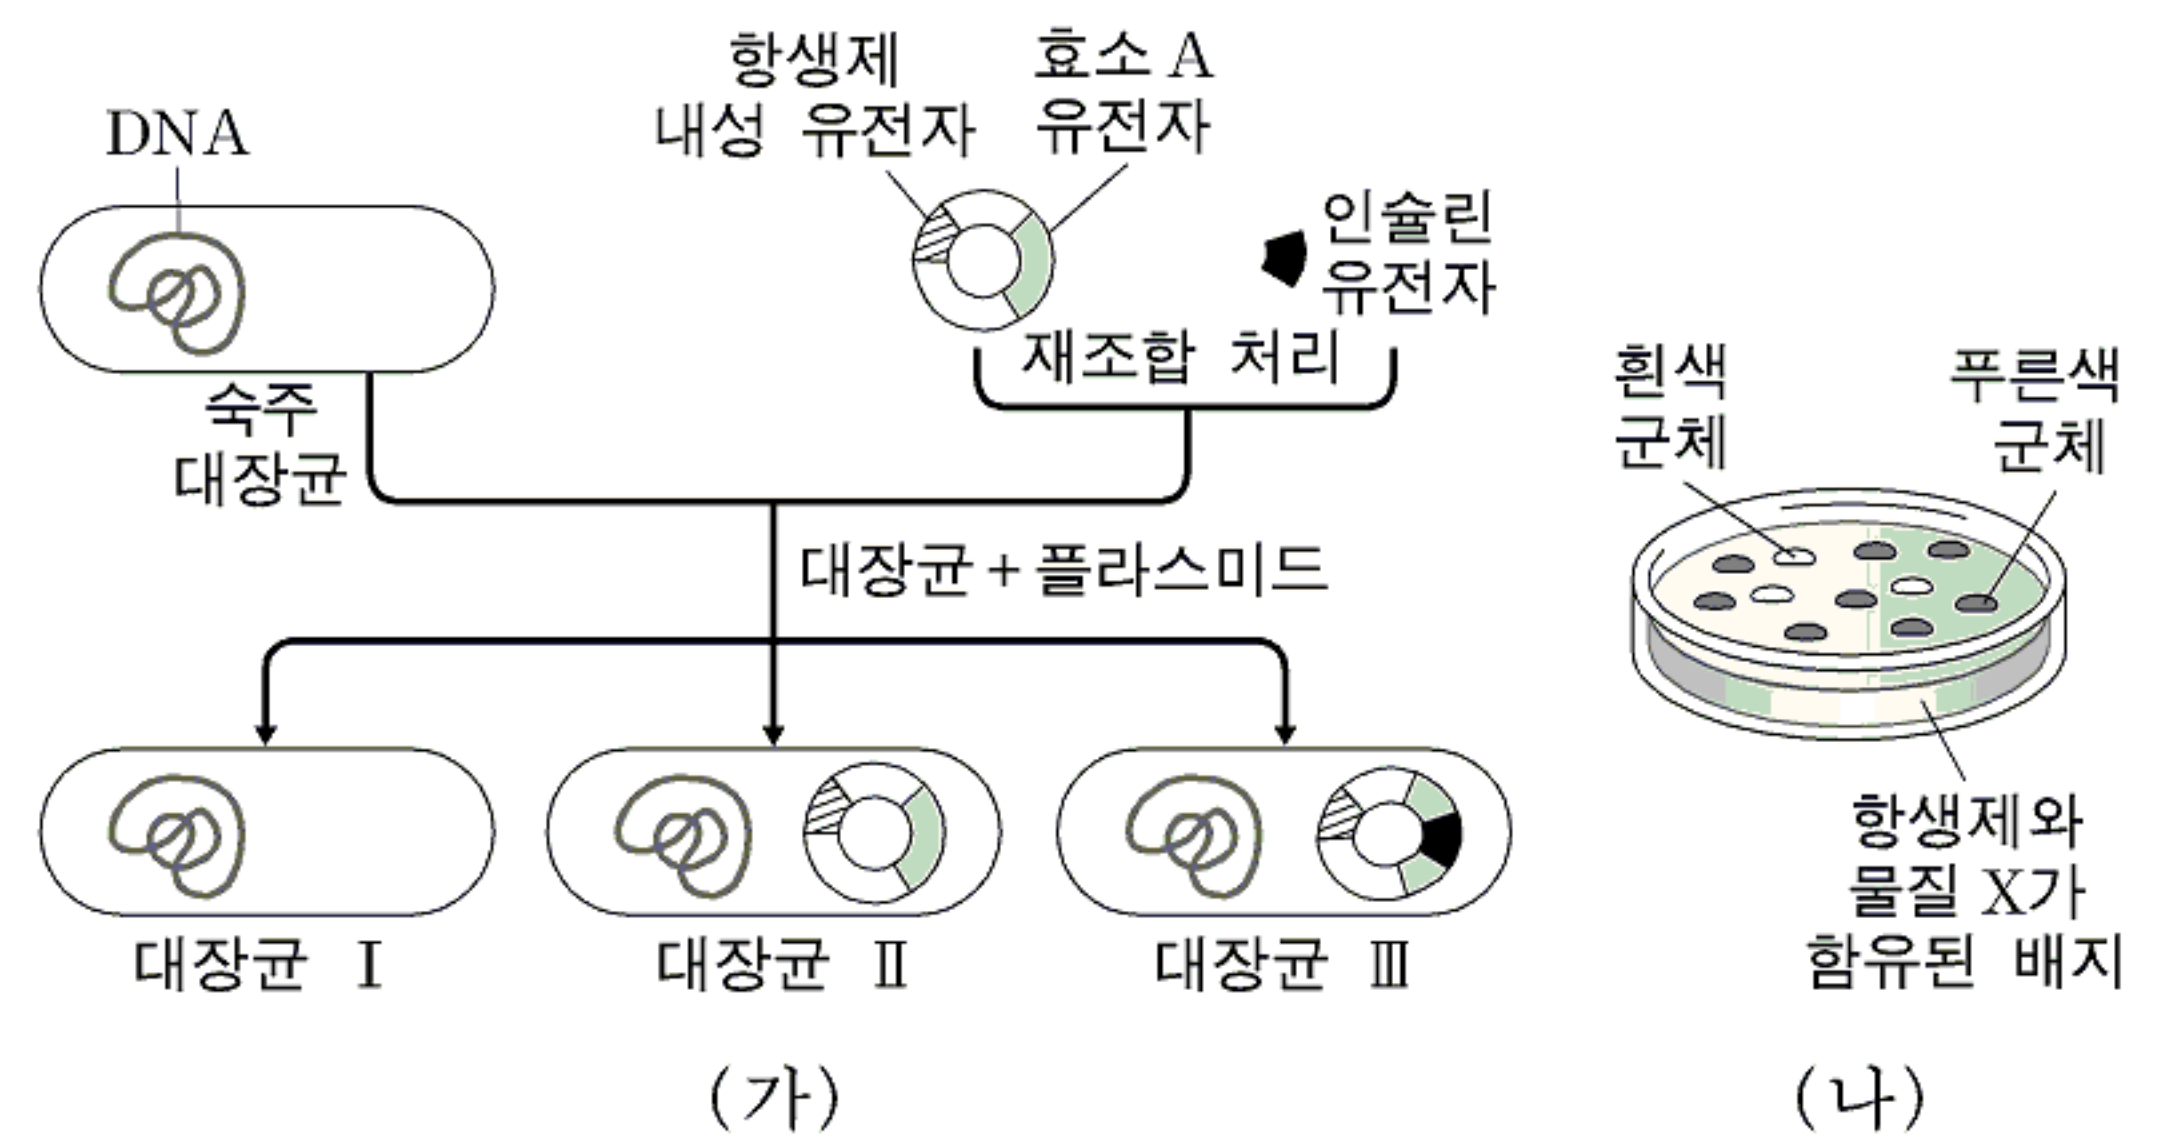 DNA
항생제
내성 유전자
효소 A
유전자
인슐린
유전자
재조합 처리
숙주
대장균
대장균+플라스미드
대장균 Ⅰ
대장균 Ⅱ
대장균 Ⅲ
(가)
흰색
군체
푸른색
군체
항생제와
물질 X가
함유된 배지
(나)